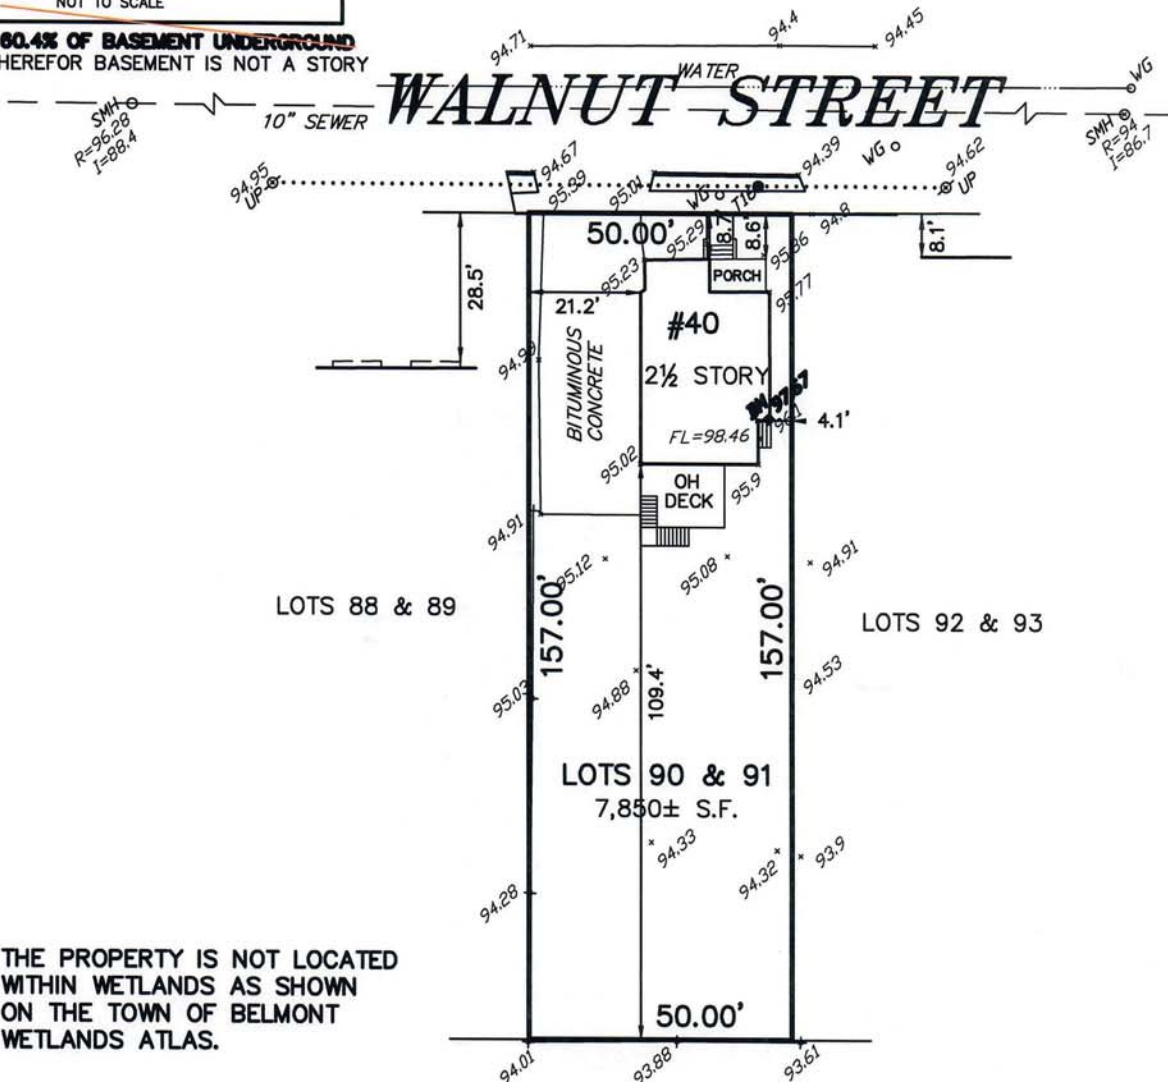 NOT TO SCALE
60.4% OF BASEMENT UNDERGROUND
HEREFOR BASEMENT IS NOT A STORY
94.71
94.4
94.45
WATER
WG
WALNUT STREET
10" SEWER
SMH
R=96.28
I=88.4
SMH
R=94
I=86.7
WG
94.95
UP
94.67
95.39
95.01
WG
T10
94.39
94.62
UP
94.8
50.00'
95.29
8.7'
8.6'
95.86
8.1'
28.5'
95.23
PORCH
95.77
21.2'
#40
94.99
BITUMINOUS
CONCRETE
2½ STORY
BM
97.67
96.1
4.1'
FL=98.46
95.02
OH
DECK
95.9
94.91
95.12
95.08
94.91
LOTS 88 & 89
157.00'
157.00'
LOTS 92 & 93
95.03
94.88
109.4'
94.53
LOTS 90 & 91
7,850± S.F.
94.33
94.32
93.9
94.28
THE PROPERTY IS NOT LOCATED
WITHIN WETLANDS AS SHOWN
ON THE TOWN OF BELMONT
WETLANDS ATLAS.
50.00'
94.01
93.88
93.61